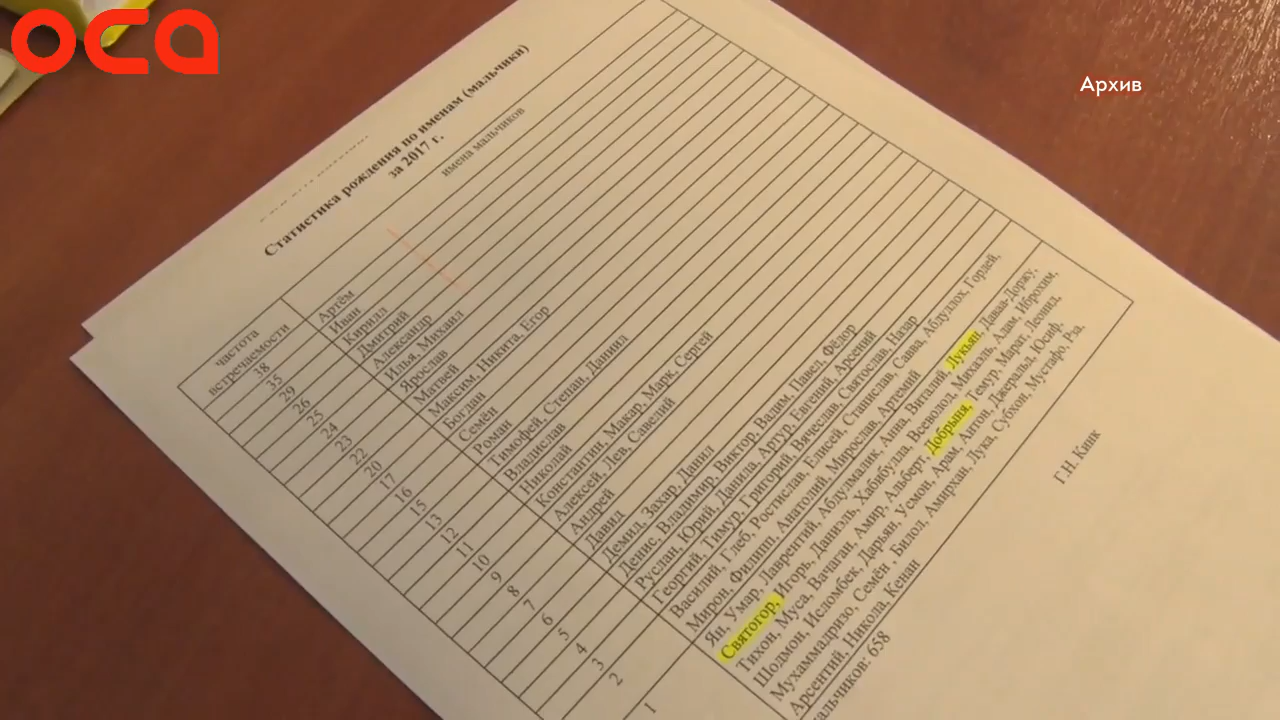 оса
Архив
Статистика рождения по именам (мальчики)
за 2017 г.
частота
встречаемости
имена мальчиков
38
Артём
35
Иван
29
Кирилл
26
Дмитрий
25
Александр
24
Илья, Михаил
23
Ярослав
22
Матвей
20
Максим, Никита, Егор
17
Богдан
16
Семён
15
Роман
13
Тимофей, Степан, Даниил
12
Владислав
11
Николай
10
Константин, Макар, Марк, Сергей
9
Алексей, Лев, Савелий
8
Андрей
7
Давид
6
Демид, Захар, Данил
5
Денис, Владимир, Виктор, Вадим, Павел, Фёдор
4
Руслан, Юрий, Данила, Артур, Евгений, Арсений
3
Георгий, Тимур, Григорий, Вячеслав, Святослав, Назар
2
Василий, Глеб, Ростислав, Елисей, Станислав, Савва, Абдуллох, Гордей,
Мирон, Филипп, Анатолий, Мирослав, Артемий
1
Ян, Умар, Лаврентий, Абдулмалик, Анна, Виталий, Лукьян, Даваа-Доржу,
Святогор, Игорь, Даниэль, Хабибулла, Всеволод, Михаэль, Адам, Иброхим,
Тихон, Муса, Вачаган, Амир, Альберт, Добрыня, Темур, Марат, Леонид,
Шодмон, Исломбек, Дарьян, Усмон, Арам, Антон, Джеральд, Юсиф,
Мухаммадризо, Семён, Билол, Амирхан, Лука, Субхон, Мустафо, Рза,
Арсентий, Никола, Кенан
мальчиков: 658
Г.Н. Кинк